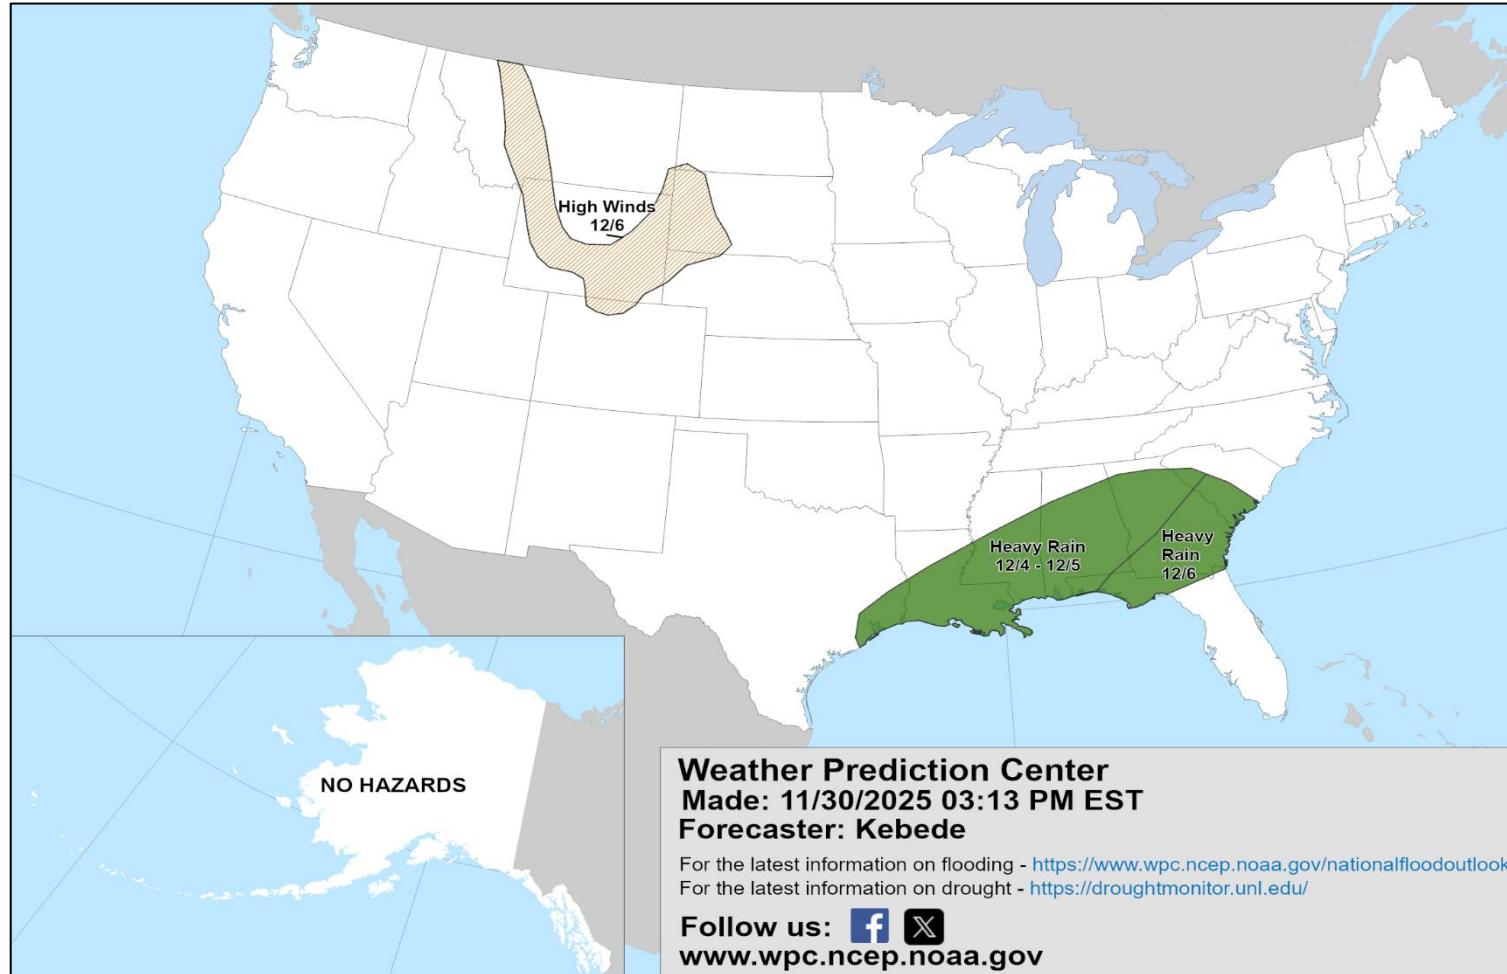 High Winds
12/6
Heavy Rain
12/4 - 12/5
Heavy
Rain
12/6
NO HAZARDS
Weather Prediction Center
Made: 11/30/2025 03:13 PM EST
Forecaster: Kebede
For the latest information on flooding - https://www.wpc.ncep.noaa.gov/nationalfloodoutlook
For the latest information on drought - https://droughtmonitor.unl.edu/
Follow us:
www.wpc.ncep.noaa.gov